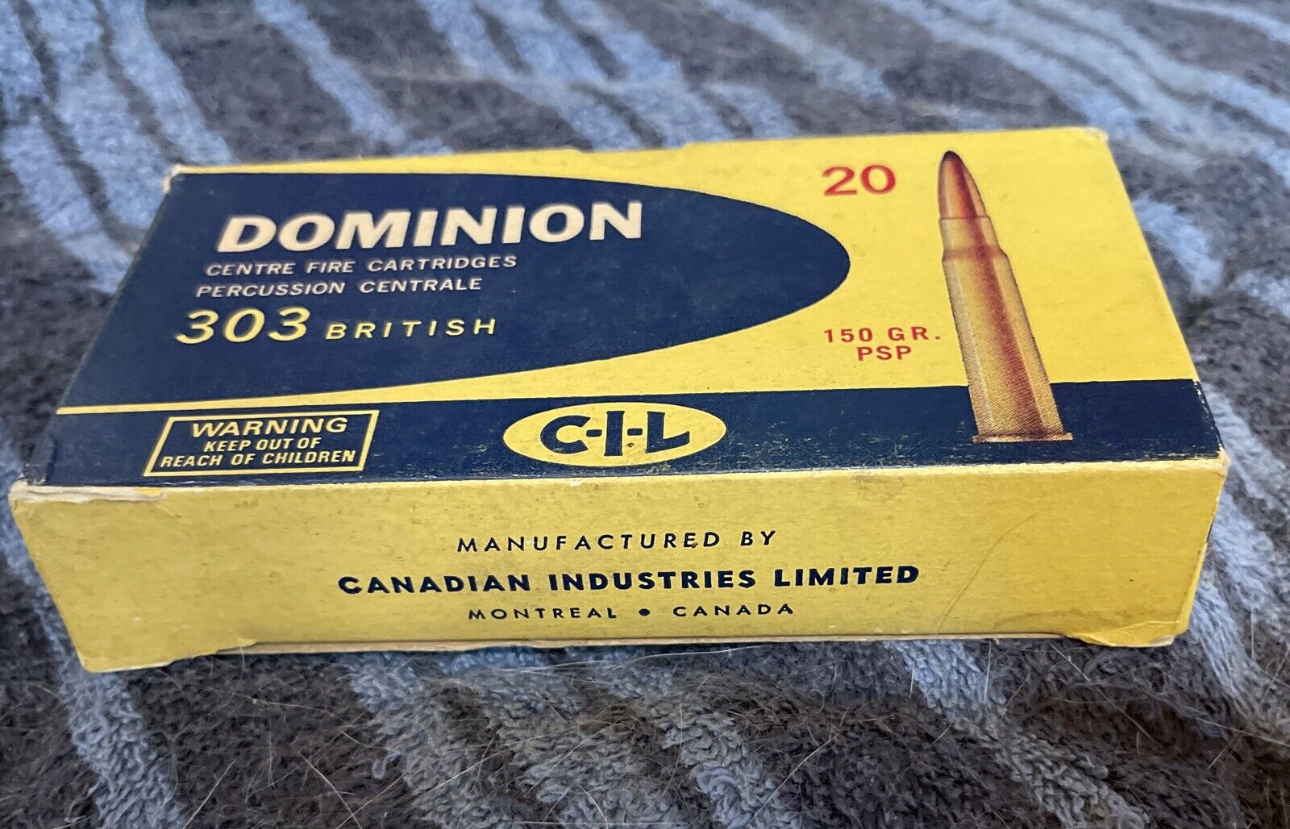 DOMINION
CENTRE FIRE CARTRIDGES
PERCUSSION CENTRALE
303 BRITISH
20
150 GR.
PSP
WARNING
KEEP OUT OF
REACH OF CHILDREN
C-I-L
MANUFACTURED BY
CANADIAN INDUSTRIES LIMITED
MONTREAL • CANADA